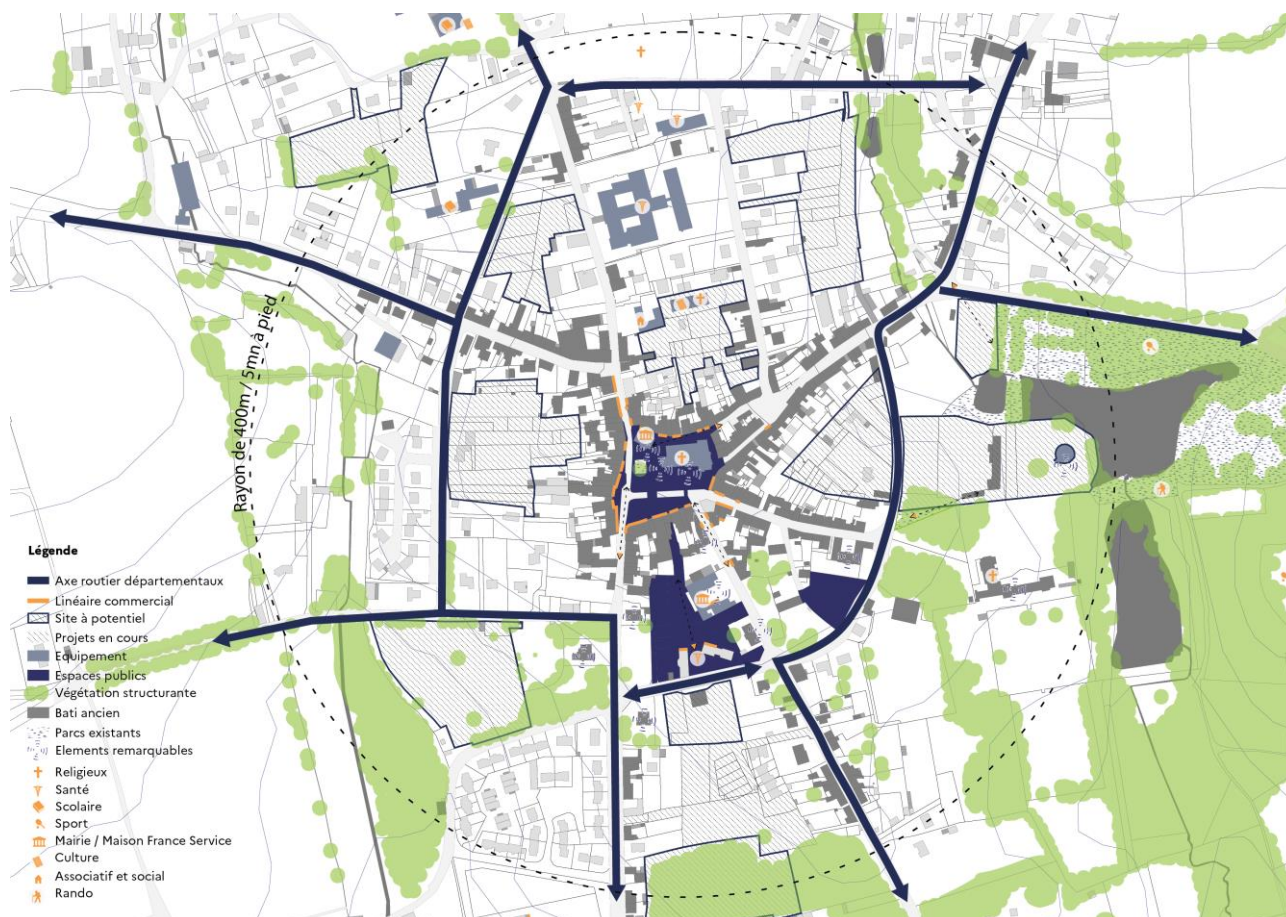 Rayon de 400m / 5mn à pied
Légende
Axe routier départementaux
Linéaire commercial
Site à potentiel
Projets en cours
Equipement
Espaces publics
Végétation structurante
Bati ancien
Parcs existants
Elements remarquables
Religieux
Santé
Scolaire
Sport
Mairie / Maison France Service
Culture
Associatif et social
Rando